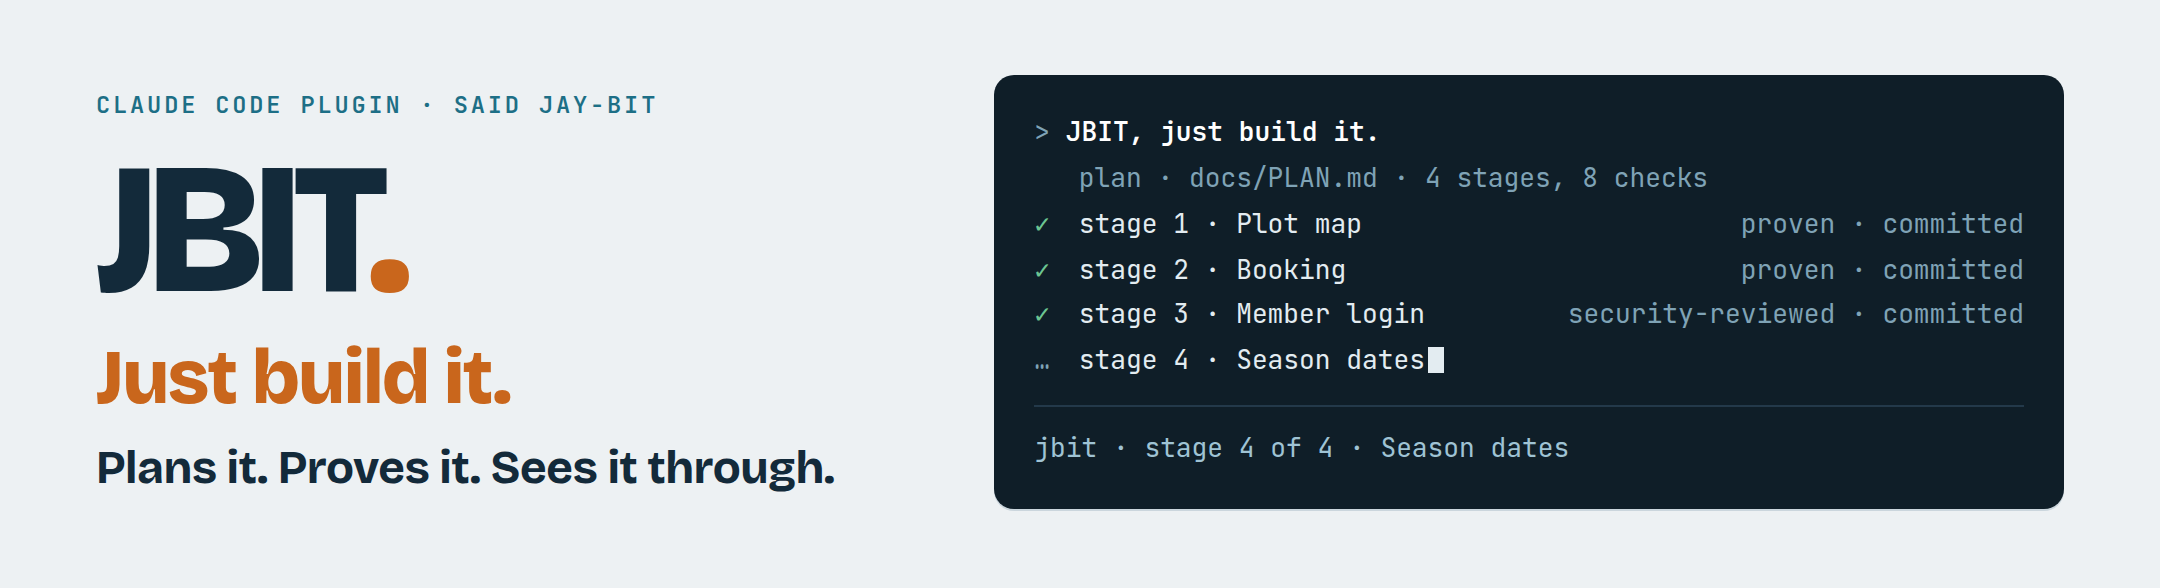 CLAUDE CODE PLUGIN · SAID JAY-BIT
JBIT.
Just build it.
Plans it. Proves it. Sees it through.
> JBIT, just build it.
plan · docs/PLAN.md · 4 stages, 8 checks
✓ stage 1 · Plot map proven · committed
✓ stage 2 · Booking proven · committed
✓ stage 3 · Member login security-reviewed · committed
… stage 4 · Season dates
jbit · stage 4 of 4 · Season dates